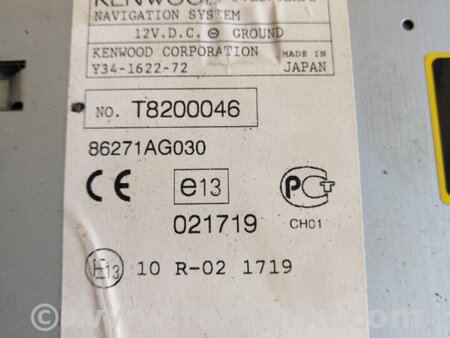 KENWOOD
NAVIGATION SYSTEM
12V.D.C. ⊖ GROUND
KENWOOD CORPORATION MADE IN
Y34-1622-72 JAPAN
NO. T8200046
86271AG030
CE e13 PCT
021719 CH01
E13 10 R-02 1719